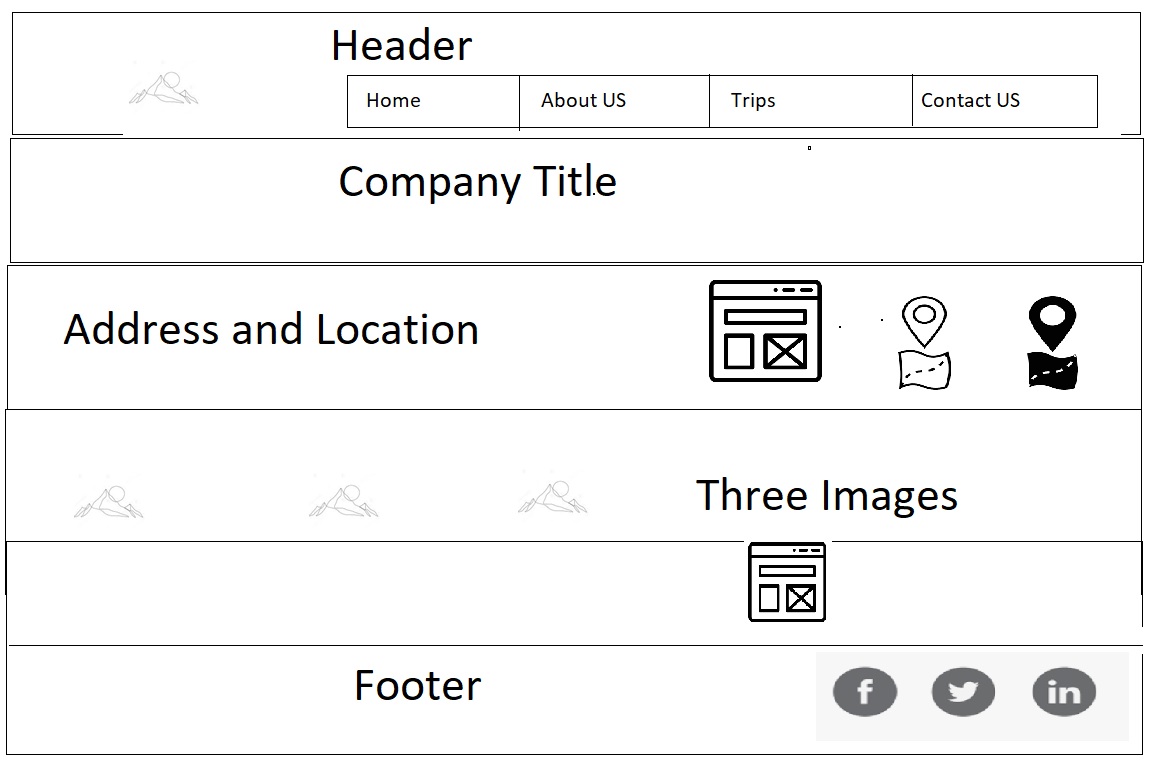 Header
Home
About US
Trips
Contact US
Company Title
Address and Location
Three Images
Footer
f
in